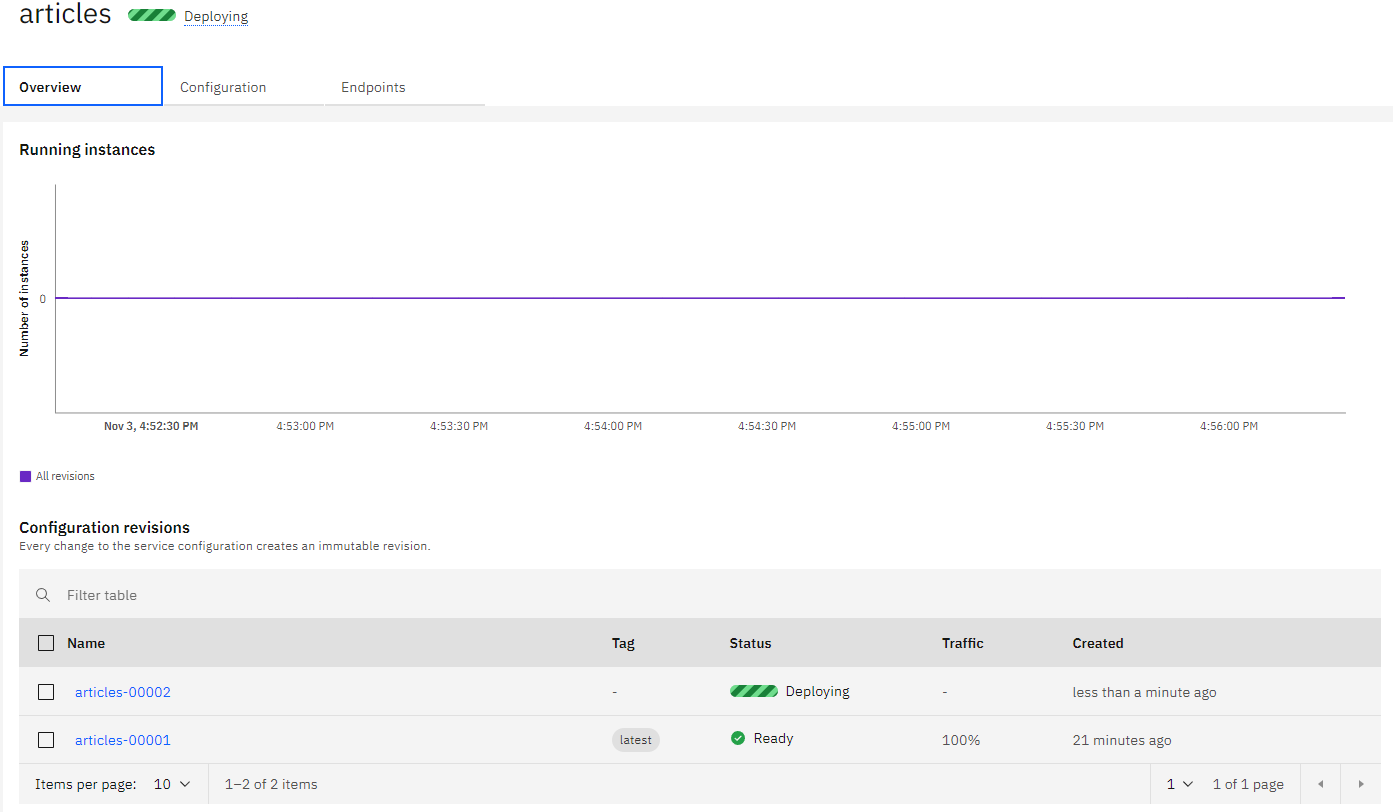 articles Deploying
Overview Configuration Endpoints
Running instances
Number of instances
0
Nov 3, 4:52:30 PM 4:53:00 PM 4:53:30 PM 4:54:00 PM 4:54:30 PM 4:55:00 PM 4:55:30 PM 4:56:00 PM
All revisions
Configuration revisions
Every change to the service configuration creates an immutable revision.
Filter table
Name Tag Status Traffic Created
articles-00002 - Deploying - less than a minute ago
articles-00001 latest Ready 100% 21 minutes ago
Items per page: 10 1–2 of 2 items 1 1 of 1 page